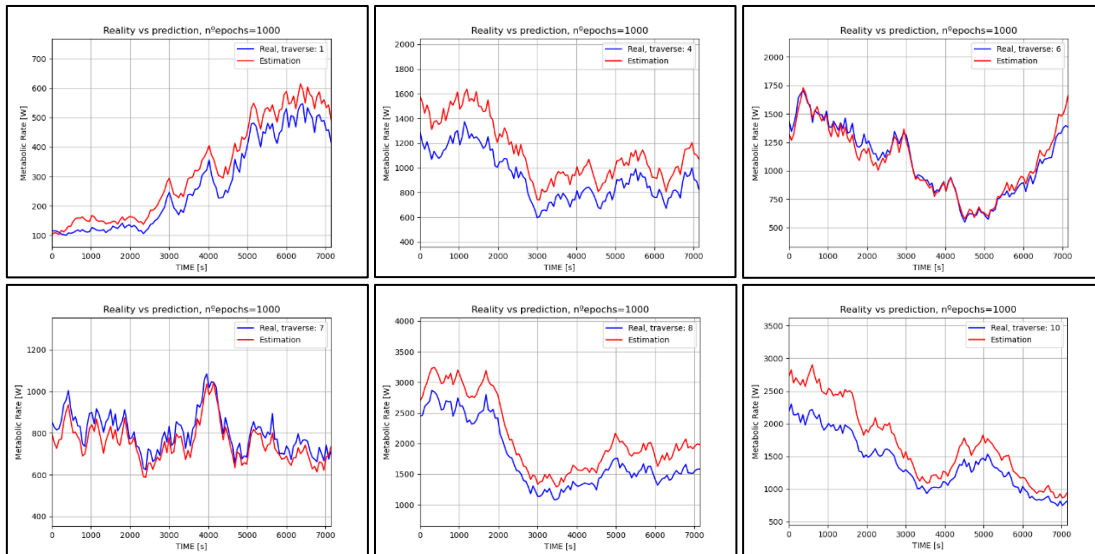 Reality vs prediction, nºepochs=1000
Real, traverse: 1
Estimation
Metabolic Rate [W]
700
600
500
400
300
200
100
0 1000 2000 3000 4000 5000 6000 7000
TIME [s]
Reality vs prediction, nºepochs=1000
Real, traverse: 4
Estimation
Metabolic Rate [W]
2000
1800
1600
1400
1200
1000
800
600
400
0 1000 2000 3000 4000 5000 6000 7000
TIME [s]
Reality vs prediction, nºepochs=1000
Real, traverse: 6
Estimation
Metabolic Rate [W]
2000
1750
1500
1250
1000
750
500
0 1000 2000 3000 4000 5000 6000 7000
TIME [s]
Reality vs prediction, nºepochs=1000
Real, traverse: 7
Estimation
Metabolic Rate [W]
1200
1000
800
600
400
0 1000 2000 3000 4000 5000 6000 7000
TIME [s]
Reality vs prediction, nºepochs=1000
Real, traverse: 8
Estimation
Metabolic Rate [W]
4000
3500
3000
2500
2000
1500
1000
0 1000 2000 3000 4000 5000 6000 7000
TIME [s]
Reality vs prediction, nºepochs=1000
Real, traverse: 10
Estimation
Metabolic Rate [W]
3500
3000
2500
2000
1500
1000
500
0 1000 2000 3000 4000 5000 6000 7000
TIME [s]